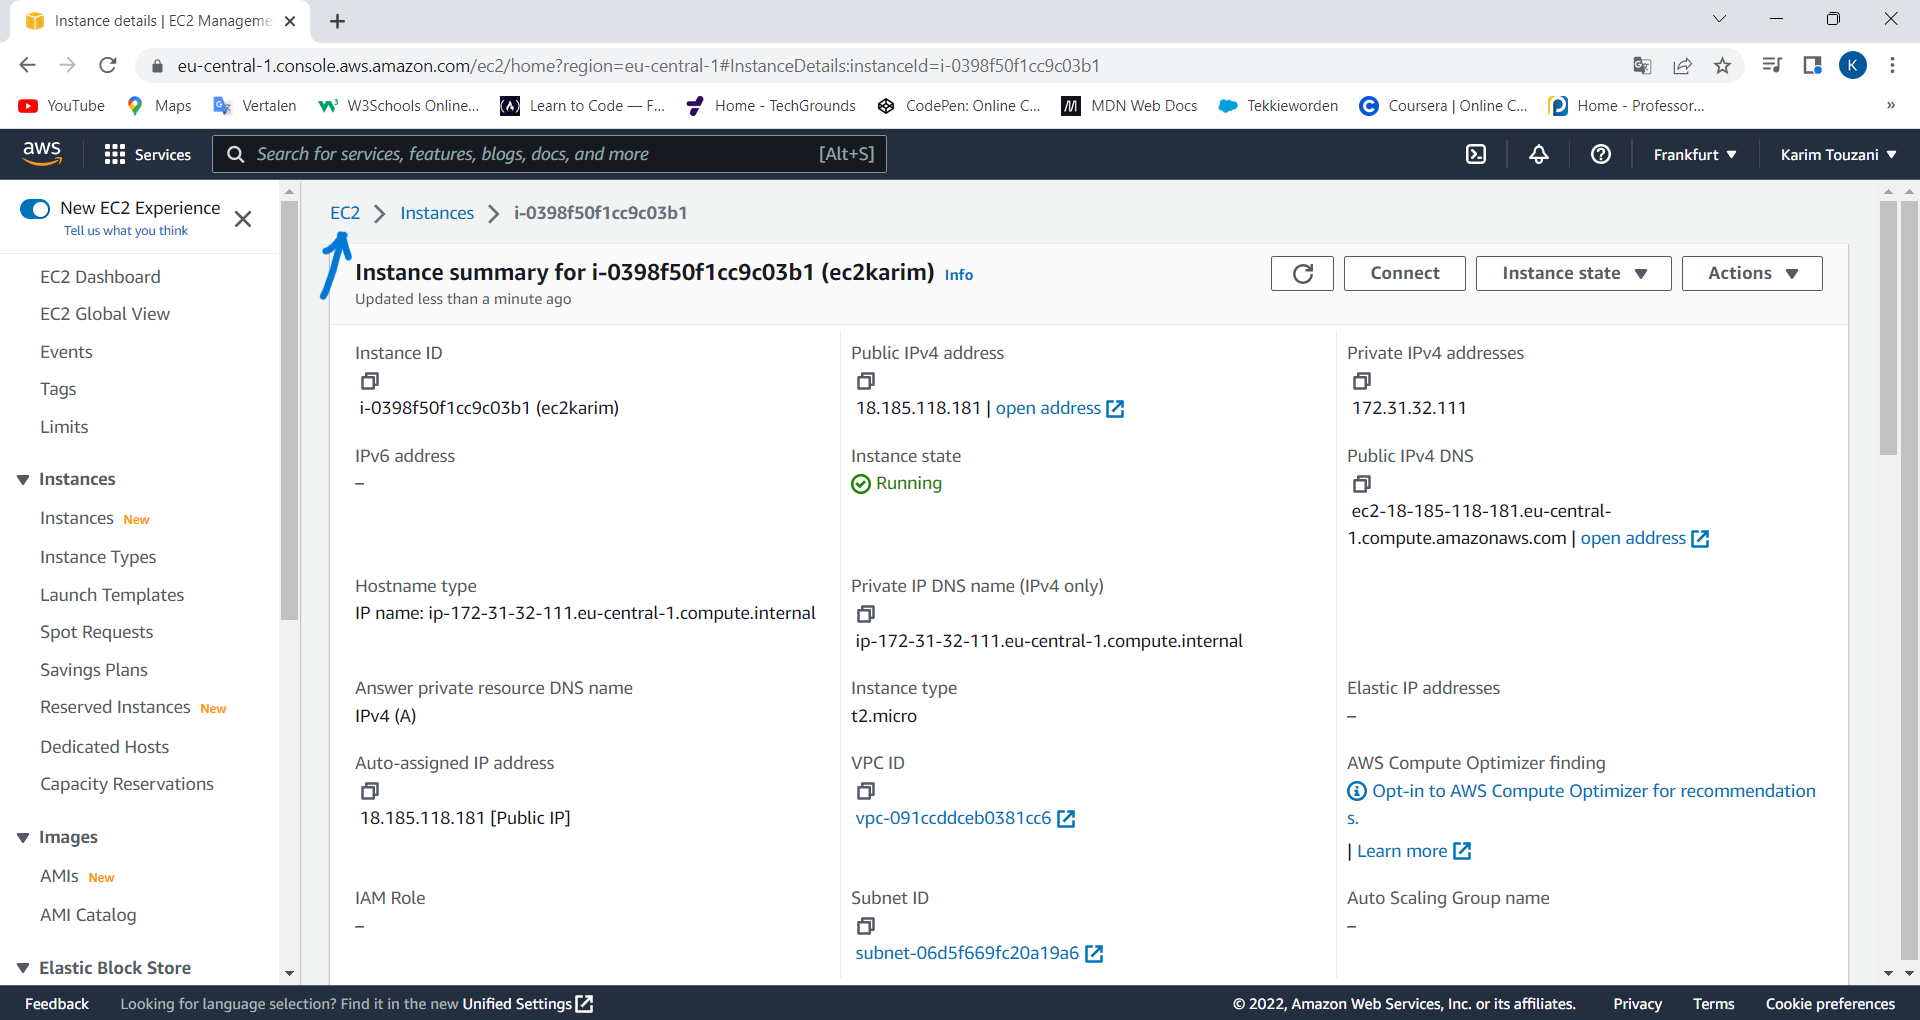 Instance details | EC2 Manageme
eu-central-1.console.aws.amazon.com/ec2/home?region=eu-central-1#InstanceDetails:instanceId=i-0398f50f1cc9c03b1
K
YouTube
Maps
Vertalen
W3Schools Online...
Learn to Code — F...
Home - TechGrounds
CodePen: Online C...
MDN Web Docs
Tekkieworden
Coursera | Online C...
Home - Professor...
»
aws
Services
Search for services, features, blogs, docs, and more
[Alt+S]
Frankfurt
Karim Touzani
New EC2 Experience
Tell us what you think
EC2 Dashboard
EC2 Global View
Events
Tags
Limits
Instances
Instances New
Instance Types
Launch Templates
Spot Requests
Savings Plans
Reserved Instances New
Dedicated Hosts
Capacity Reservations
Images
AMIs New
AMI Catalog
Elastic Block Store
EC2 > Instances > i-0398f50f1cc9c03b1
Instance summary for i-0398f50f1cc9c03b1 (ec2karim) Info
Updated less than a minute ago
Connect
Instance state
Actions
Instance ID
i-0398f50f1cc9c03b1 (ec2karim)
Public IPv4 address
18.185.118.181 | open address
Private IPv4 addresses
172.31.32.111
IPv6 address
–
Instance state
Running
Public IPv4 DNS
ec2-18-185-118-181.eu-central-
1.compute.amazonaws.com | open address
Hostname type
IP name: ip-172-31-32-111.eu-central-1.compute.internal
Private IP DNS name (IPv4 only)
ip-172-31-32-111.eu-central-1.compute.internal
Answer private resource DNS name
IPv4 (A)
Instance type
t2.micro
Elastic IP addresses
–
Auto-assigned IP address
18.185.118.181 [Public IP]
VPC ID
vpc-091ccddceb0381cc6
AWS Compute Optimizer finding
Opt-in to AWS Compute Optimizer for recommendation
s.
| Learn more
IAM Role
–
Subnet ID
subnet-06d5f669fc20a19a6
Auto Scaling Group name
–
Feedback
Looking for language selection? Find it in the new Unified Settings
© 2022, Amazon Web Services, Inc. or its affiliates.
Privacy
Terms
Cookie preferences